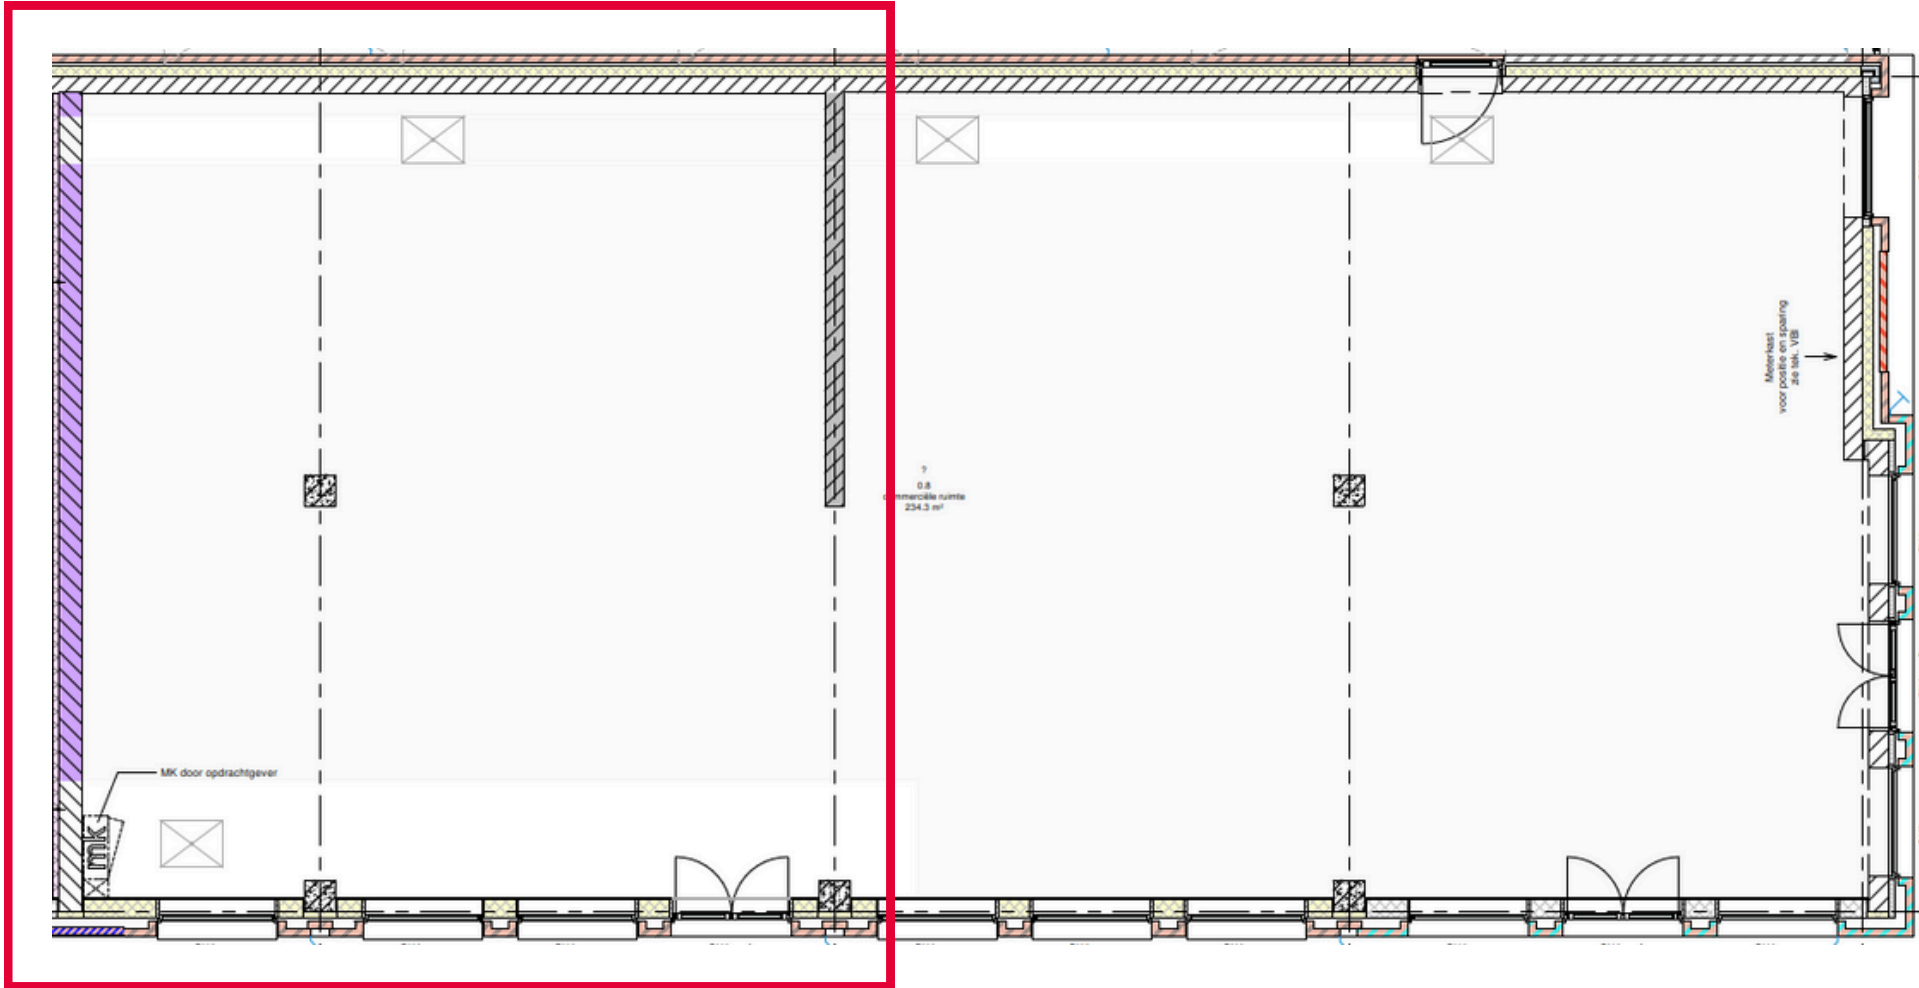 Meterkast
voor positie en sparing
zie tek. VBI
?
0.8
commerciële ruimte
234.3 m²
MK door opdrachtgever
mk